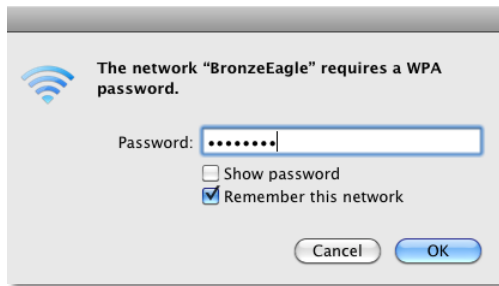 The network “BronzeEagle” requires a WPA
password.
Password: ••••••••
Show password
Remember this network
Cancel OK